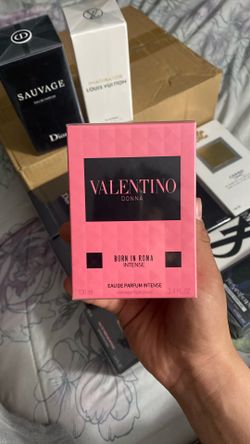 SAUVAGE
Dior
LOUIS VUITTON
VALENTINO
DONNA
BORN IN ROMA
INTENSE
EAU DE PARFUM INTENSE
100 ml
3.4 FL.OZ